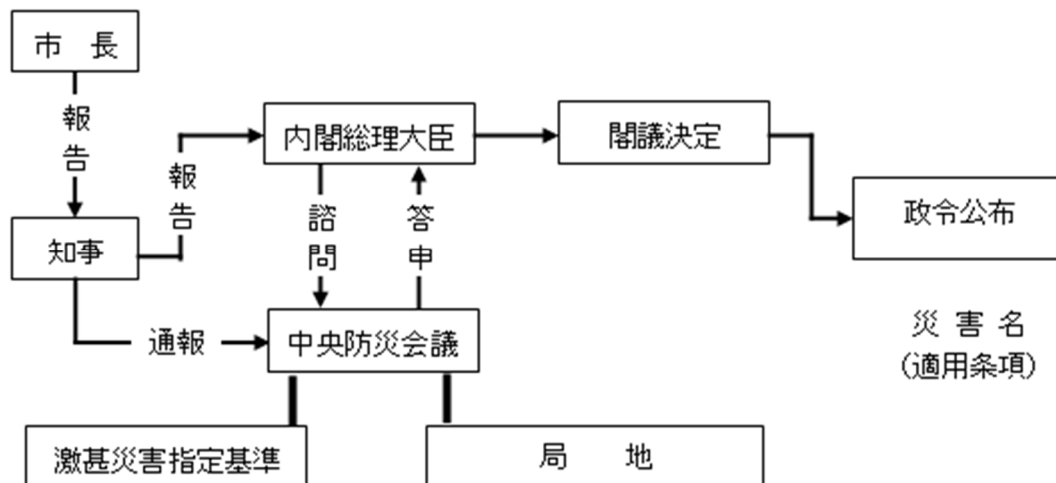 市　長
報告
報告
内閣総理大臣
閣議決定
政令公布
知事
諮問
答申
通報
中央防災会議
災 害 名
(適用条項)
激甚災害指定基準
局　　地